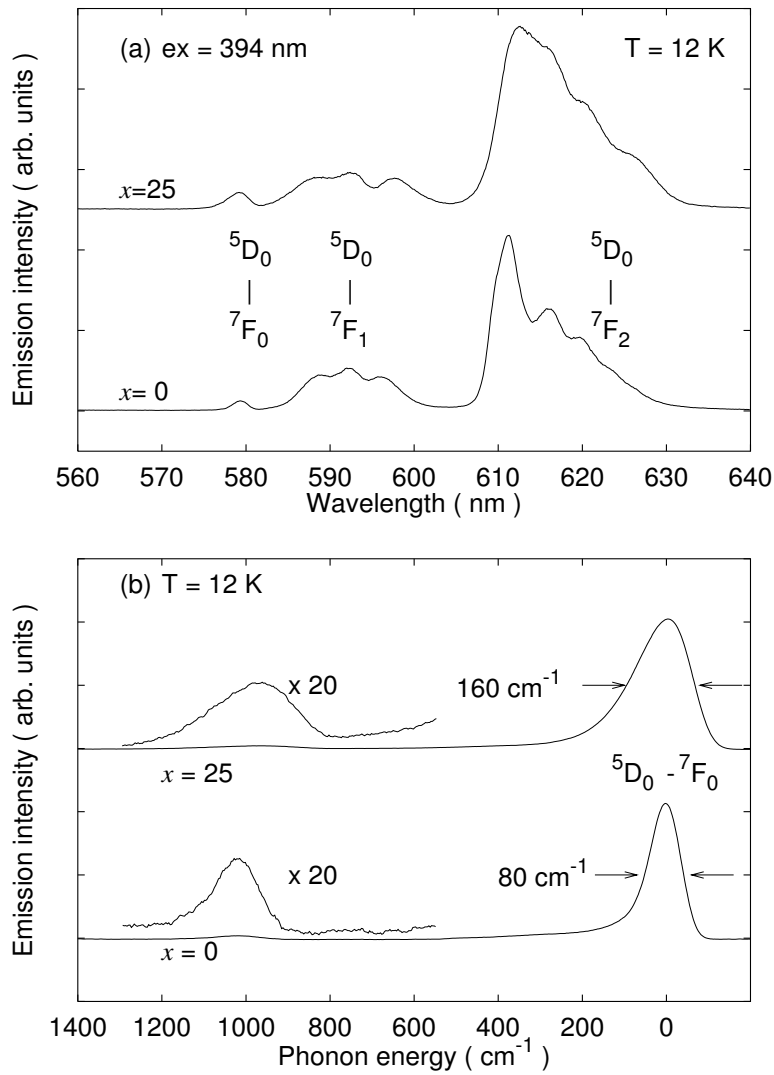 (a) ex = 394 nm T = 12 K
Emission intensity ( arb. units )
x=25
⁵D₀ ⁵D₀ ⁵D₀
| | |
⁷F₀ ⁷F₁ ⁷F₂
x= 0
560 570 580 590 600 610 620 630 640
Wavelength ( nm )
(b) T = 12 K
Emission intensity ( arb. units )
x 20 160 cm⁻¹
x = 25
⁵D₀ - ⁷F₀
x 20 80 cm⁻¹
x = 0
1400 1200 1000 800 600 400 200 0
Phonon energy ( cm⁻¹ )